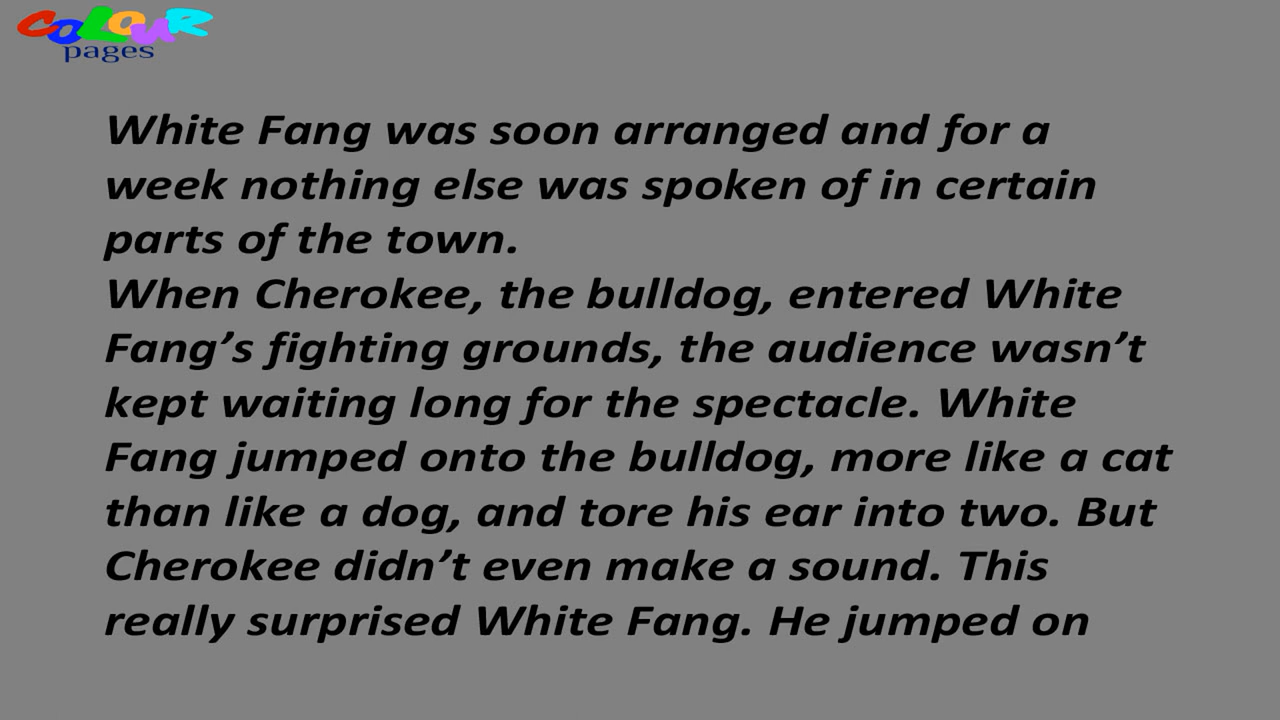 COLOUR
pages
White Fang was soon arranged and for a
week nothing else was spoken of in certain
parts of the town.
When Cherokee, the bulldog, entered White
Fang’s fighting grounds, the audience wasn’t
kept waiting long for the spectacle. White
Fang jumped onto the bulldog, more like a cat
than like a dog, and tore his ear into two. But
Cherokee didn’t even make a sound. This
really surprised White Fang. He jumped on